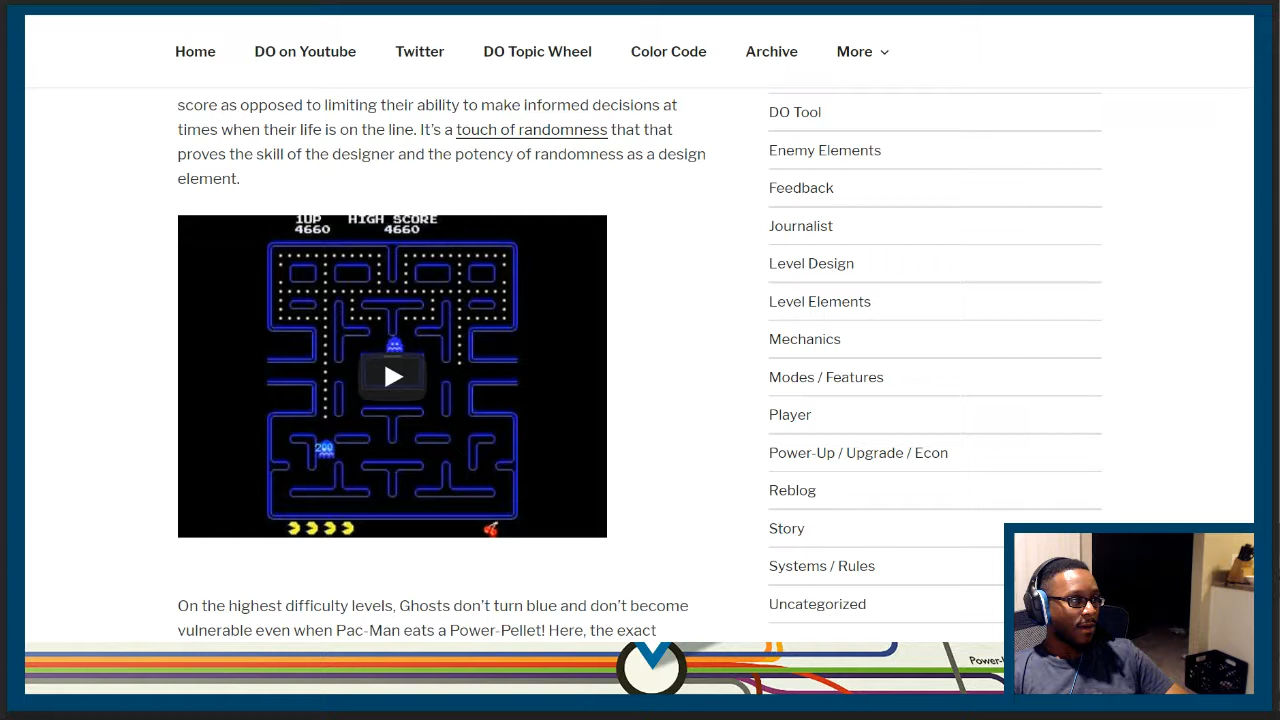 Home DO on Youtube Twitter DO Topic Wheel Color Code Archive More
score as opposed to limiting their ability to make informed decisions at
times when their life is on the line. It's a touch of randomness that that
proves the skill of the designer and the potency of randomness as a design
element.
1UP HIGH SCORE
4660 4660
200
On the highest difficulty levels, Ghosts don't turn blue and don't become
vulnerable even when Pac-Man eats a Power-Pellet! Here, the exact
DO Tool
Enemy Elements
Feedback
Journalist
Level Design
Level Elements
Mechanics
Modes / Features
Player
Power-Up / Upgrade / Econ
Reblog
Story
Systems / Rules
Uncategorized